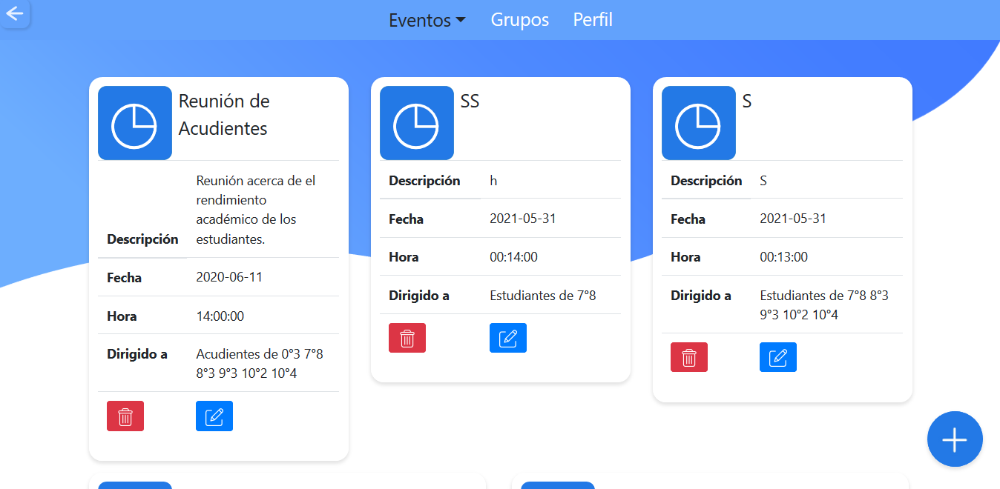 Eventos
Grupos
Perfil
Reunión de
Acudientes
Descripción
Reunión acerca de el
rendimiento
académico de los
estudiantes.
Fecha
2020-06-11
Hora
14:00:00
Dirigido a
Acudientes de 0°3 7°8
8°3 9°3 10°2 10°4
SS
Descripción
h
Fecha
2021-05-31
Hora
00:14:00
Dirigido a
Estudiantes de 7°8
S
Descripción
S
Fecha
2021-05-31
Hora
00:13:00
Dirigido a
Estudiantes de 7°8 8°3
9°3 10°2 10°4